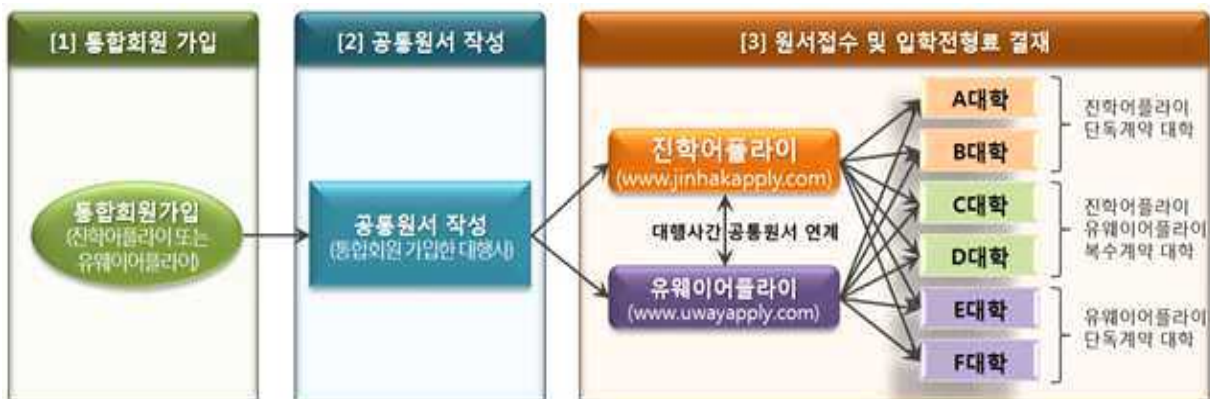 [1] 통합회원 가입
통합회원가입
(진학어플라이 또는
유웨이어플라이)
[2] 공통원서 작성
공통원서 작성
(통합회원 가입한 대행사)
[3] 원서접수 및 입학전형료 결재
진학어플라이
(www.jinhakapply.com)
대행사간 공통원서 연계
유웨이어플라이
(www.uwayapply.com)
A대학
B대학
C대학
D대학
E대학
F대학
진학어플라이
단독계약 대학
진학어플라이
유웨이어플라이
복수계약 대학
유웨이어플라이
단독계약 대학